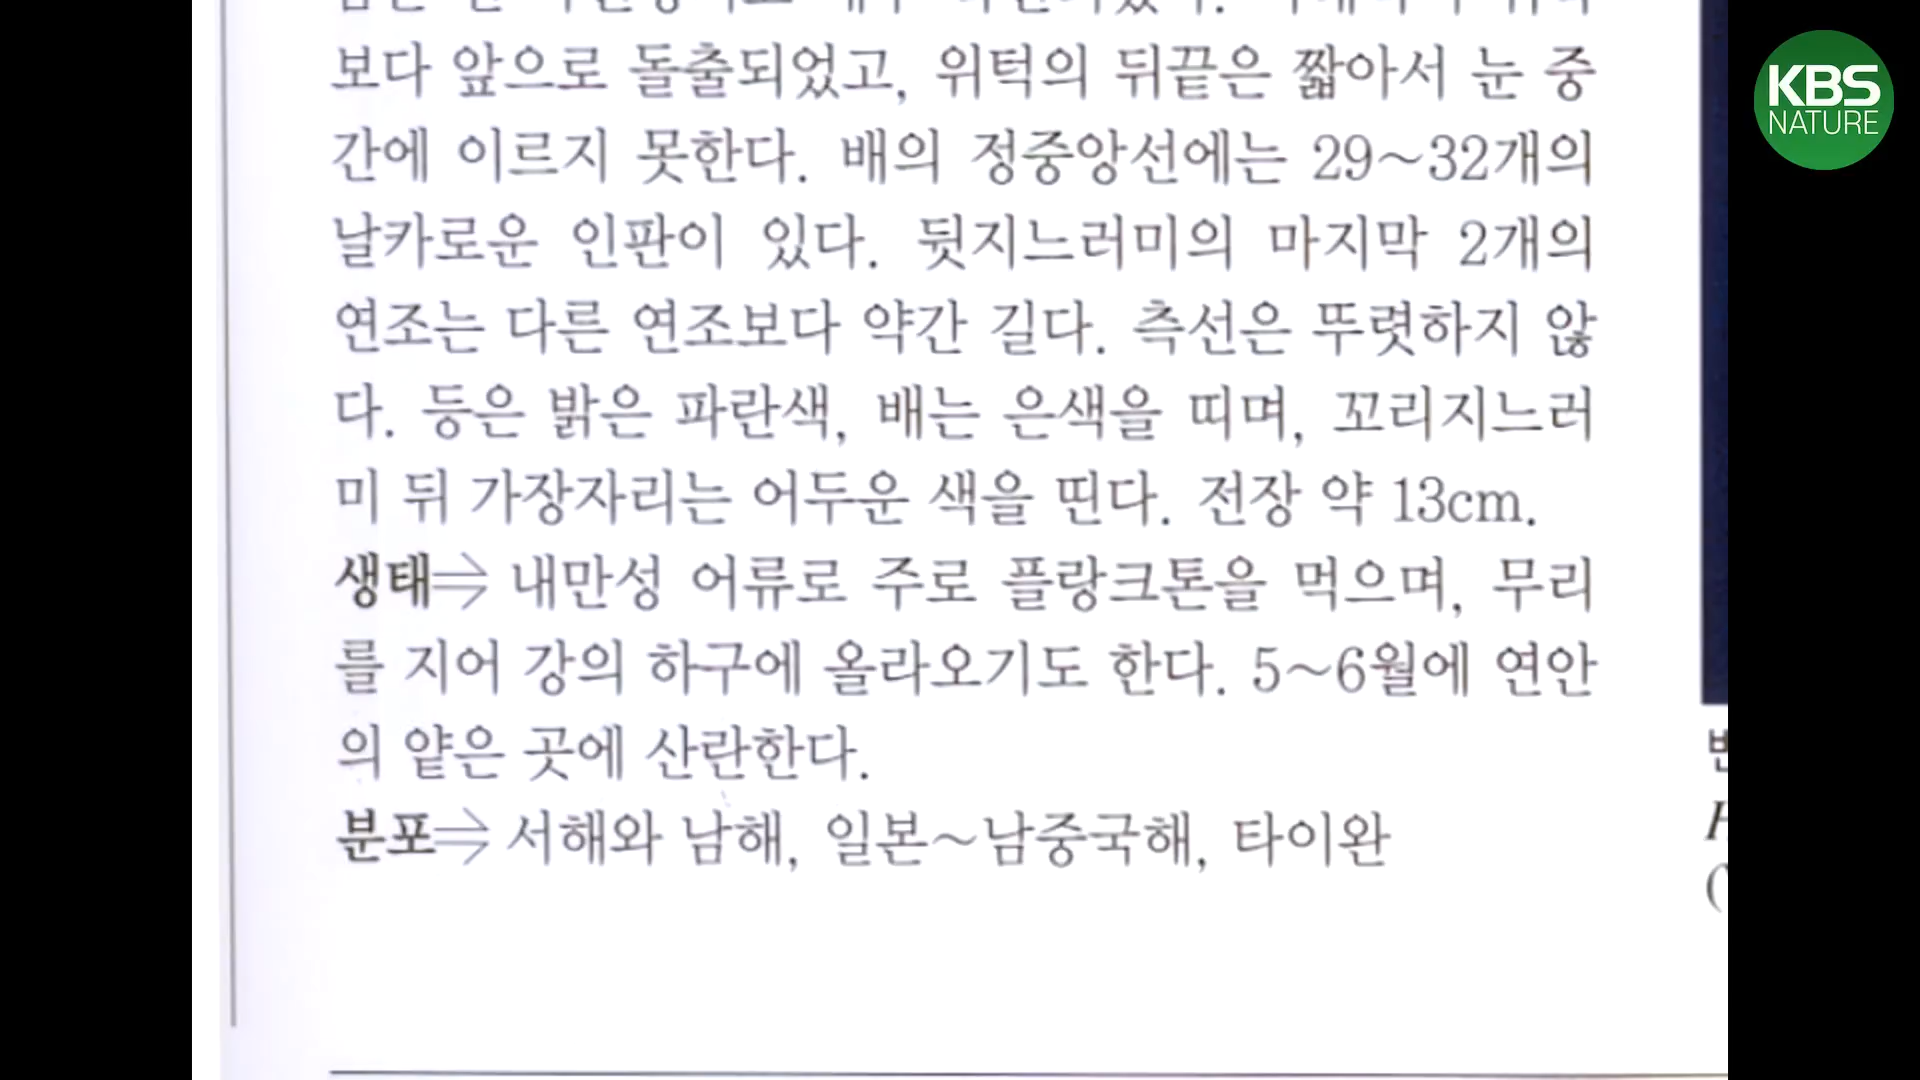 보다 앞으로 돌출되었고, 위턱의 뒤끝은 짧아서 눈 중
간에 이르지 못한다. 배의 정중앙선에는 29~32개의
날카로운 인판이 있다. 뒷지느러미의 마지막 2개의
연조는 다른 연조보다 약간 길다. 측선은 뚜렷하지 않
다. 등은 밝은 파란색, 배는 은색을 띠며, 꼬리지느러
미 뒤 가장자리는 어두운 색을 띤다. 전장 약 13cm.
생태⇒ 내만성 어류로 주로 플랑크톤을 먹으며, 무리
를 지어 강의 하구에 올라오기도 한다. 5~6월에 연안
의 얕은 곳에 산란한다.
분포⇒ 서해와 남해, 일본~남중국해, 타이완
KBS
NATURE